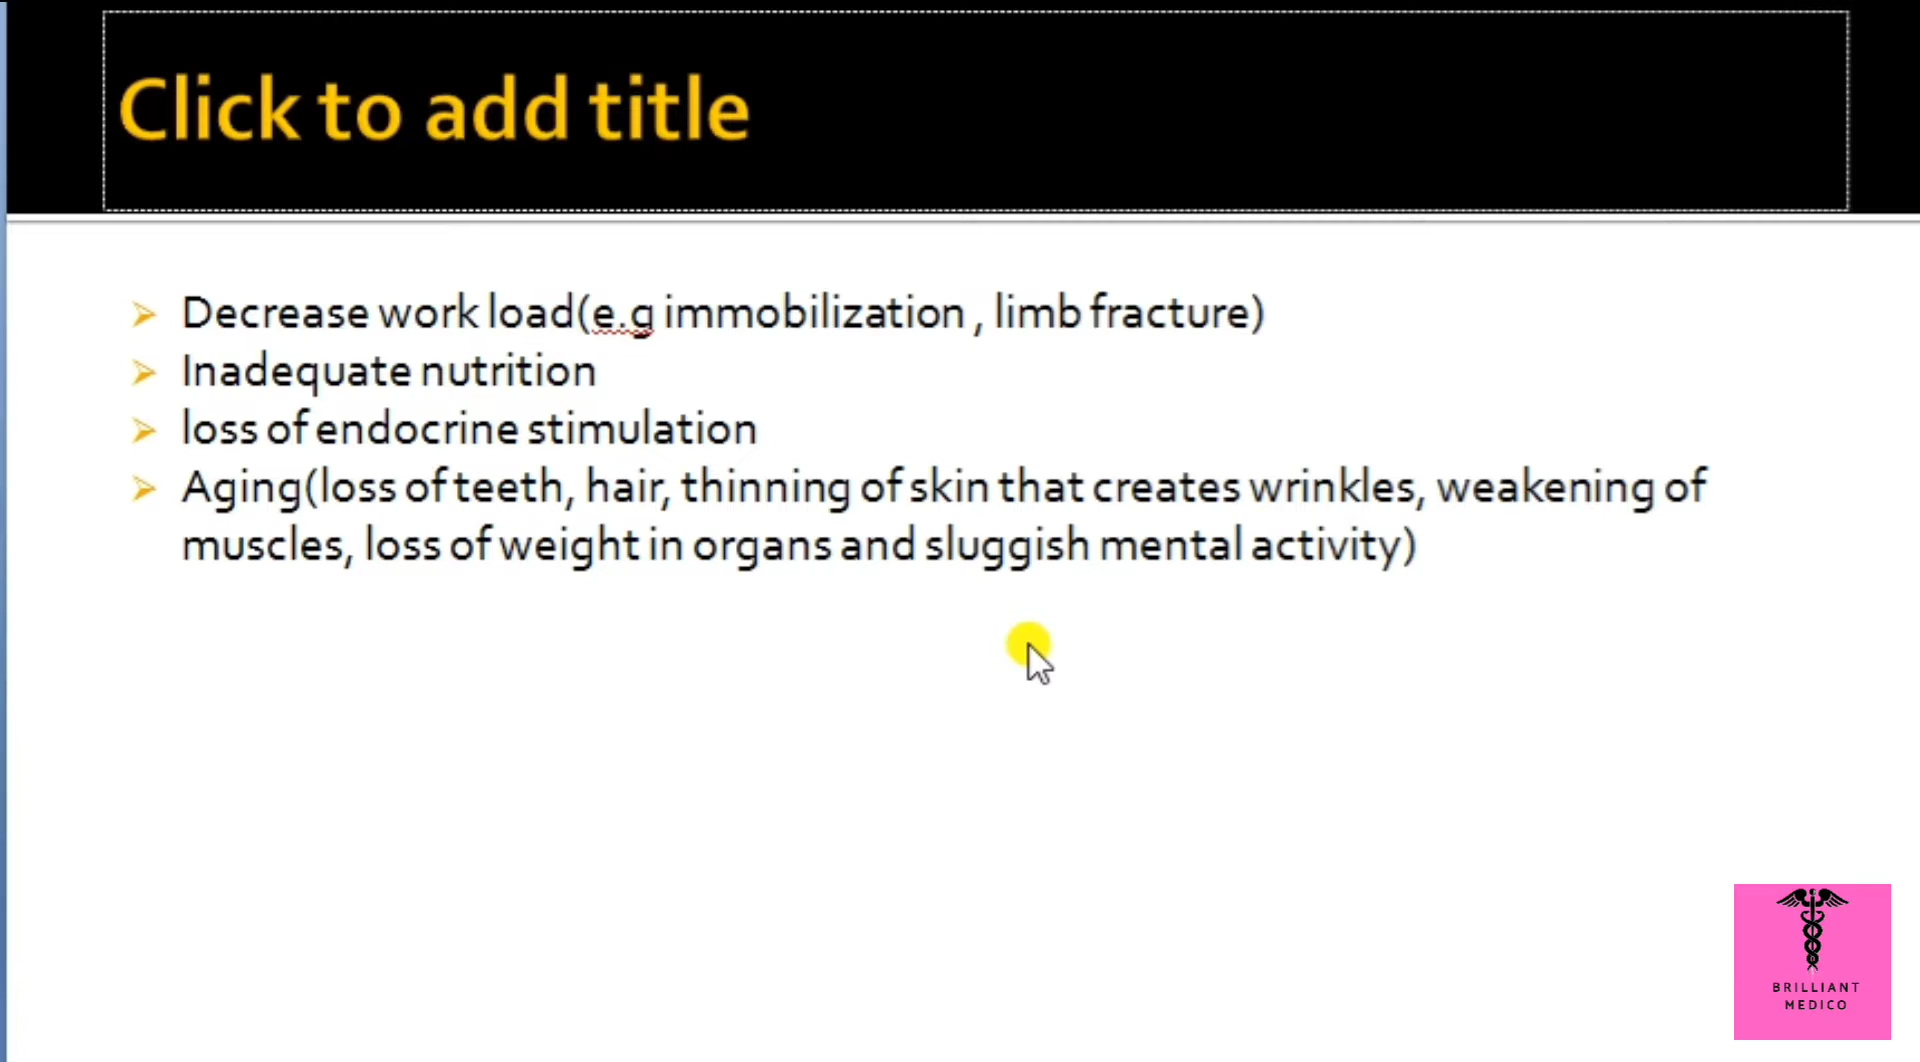 Click to add title
Decrease work load(e.g immobilization , limb fracture)
Inadequate nutrition
loss of endocrine stimulation
Aging(loss of teeth, hair, thinning of skin that creates wrinkles, weakening of
muscles, loss of weight in organs and sluggish mental activity)
BRILLIANT
MEDICO